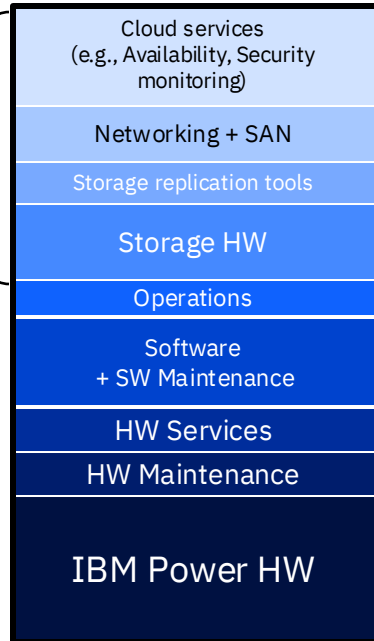 Cloud services
(e.g., Availability, Security
monitoring)
Networking + SAN
Storage replication tools
Storage HW
Operations
Software
+ SW Maintenance
HW Services
HW Maintenance
IBM Power HW